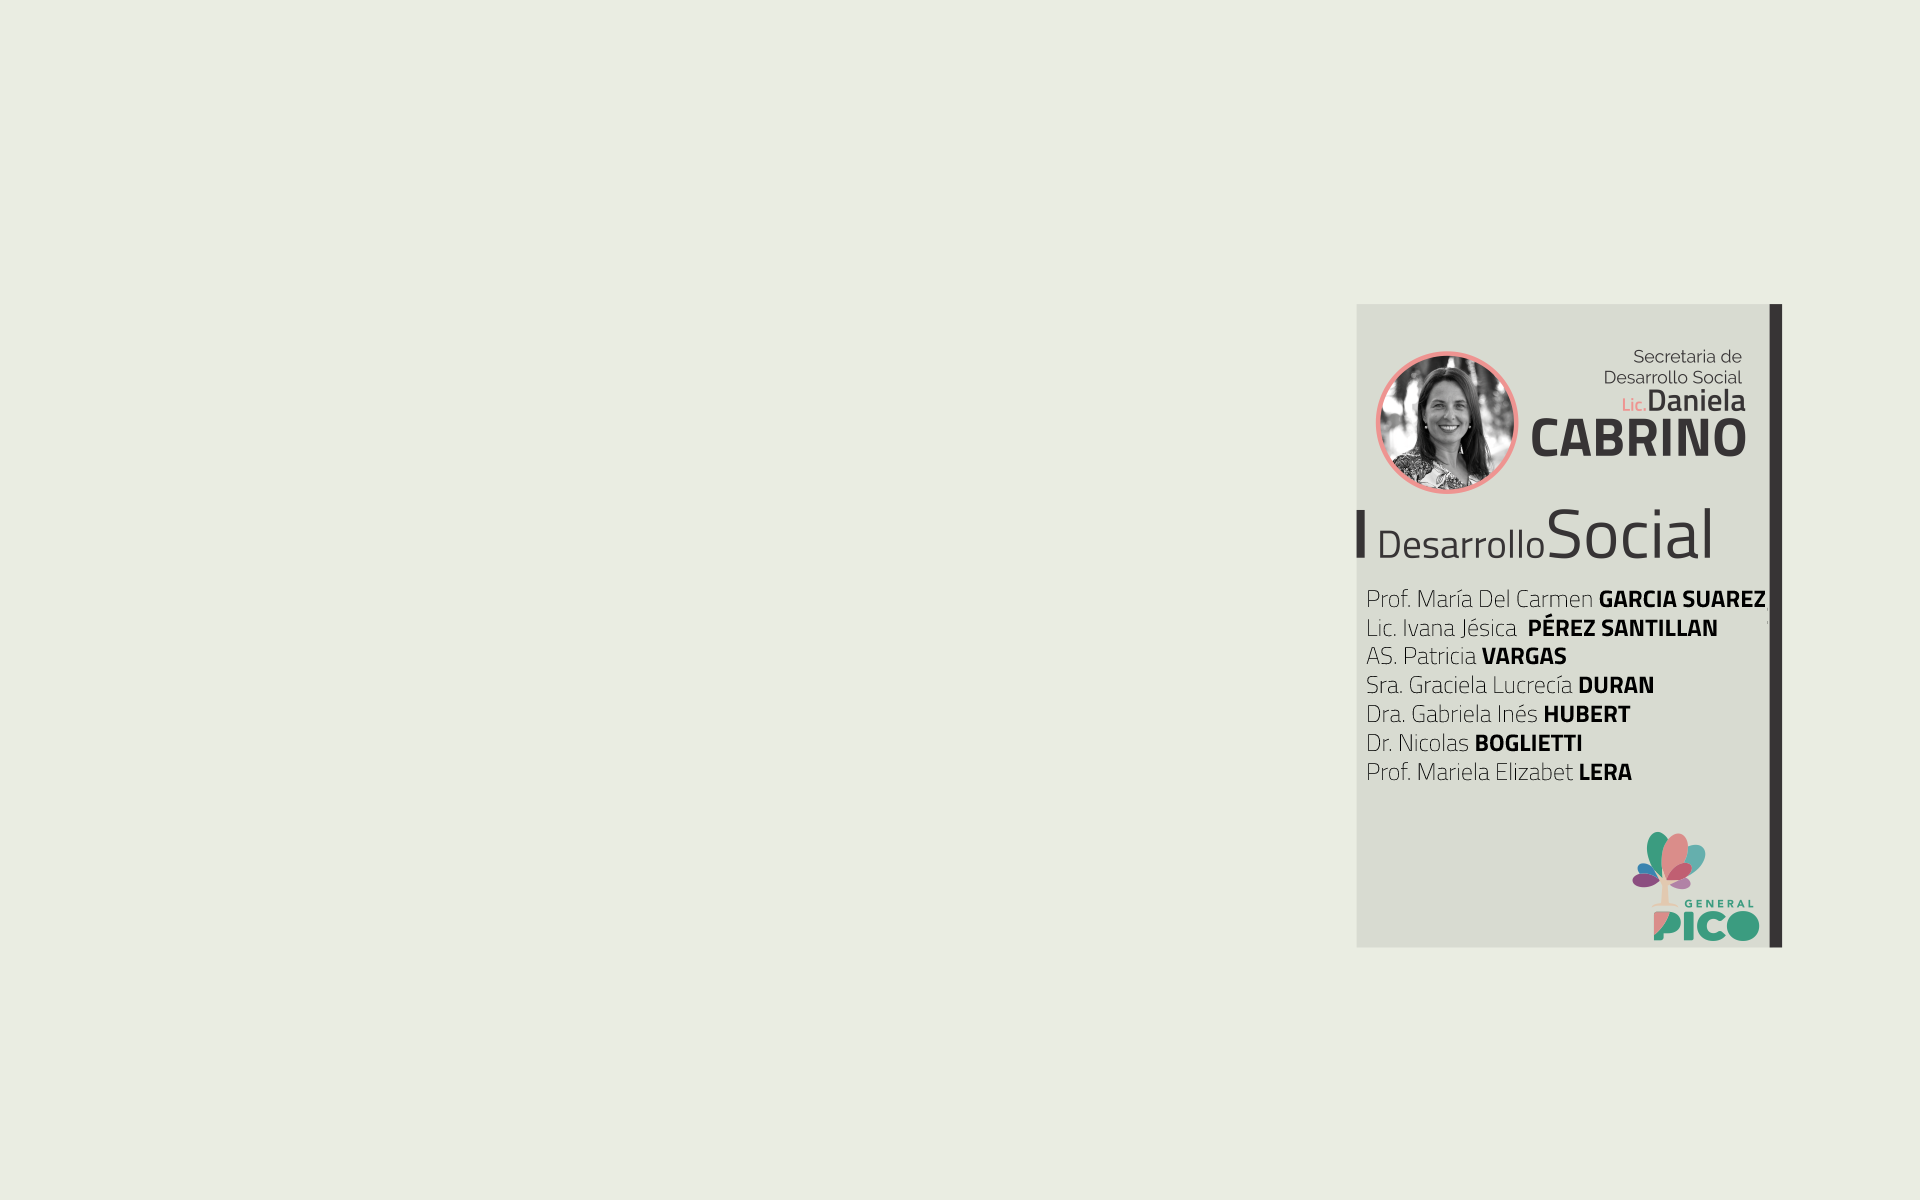 Secretaria de
Desarrollo Social
Lic.Daniela
CABRINO
DesarrolloSocial
Prof. María Del Carmen GARCIA SUAREZ
Lic. Ivana Jésica PÉREZ SANTILLAN
AS. Patricia VARGAS
Sra. Graciela Lucrecía DURAN
Dra. Gabriela Inés HUBERT
Dr. Nicolas BOGLIETTI
Prof. Mariela Elizabet LERA
GENERAL
PICO